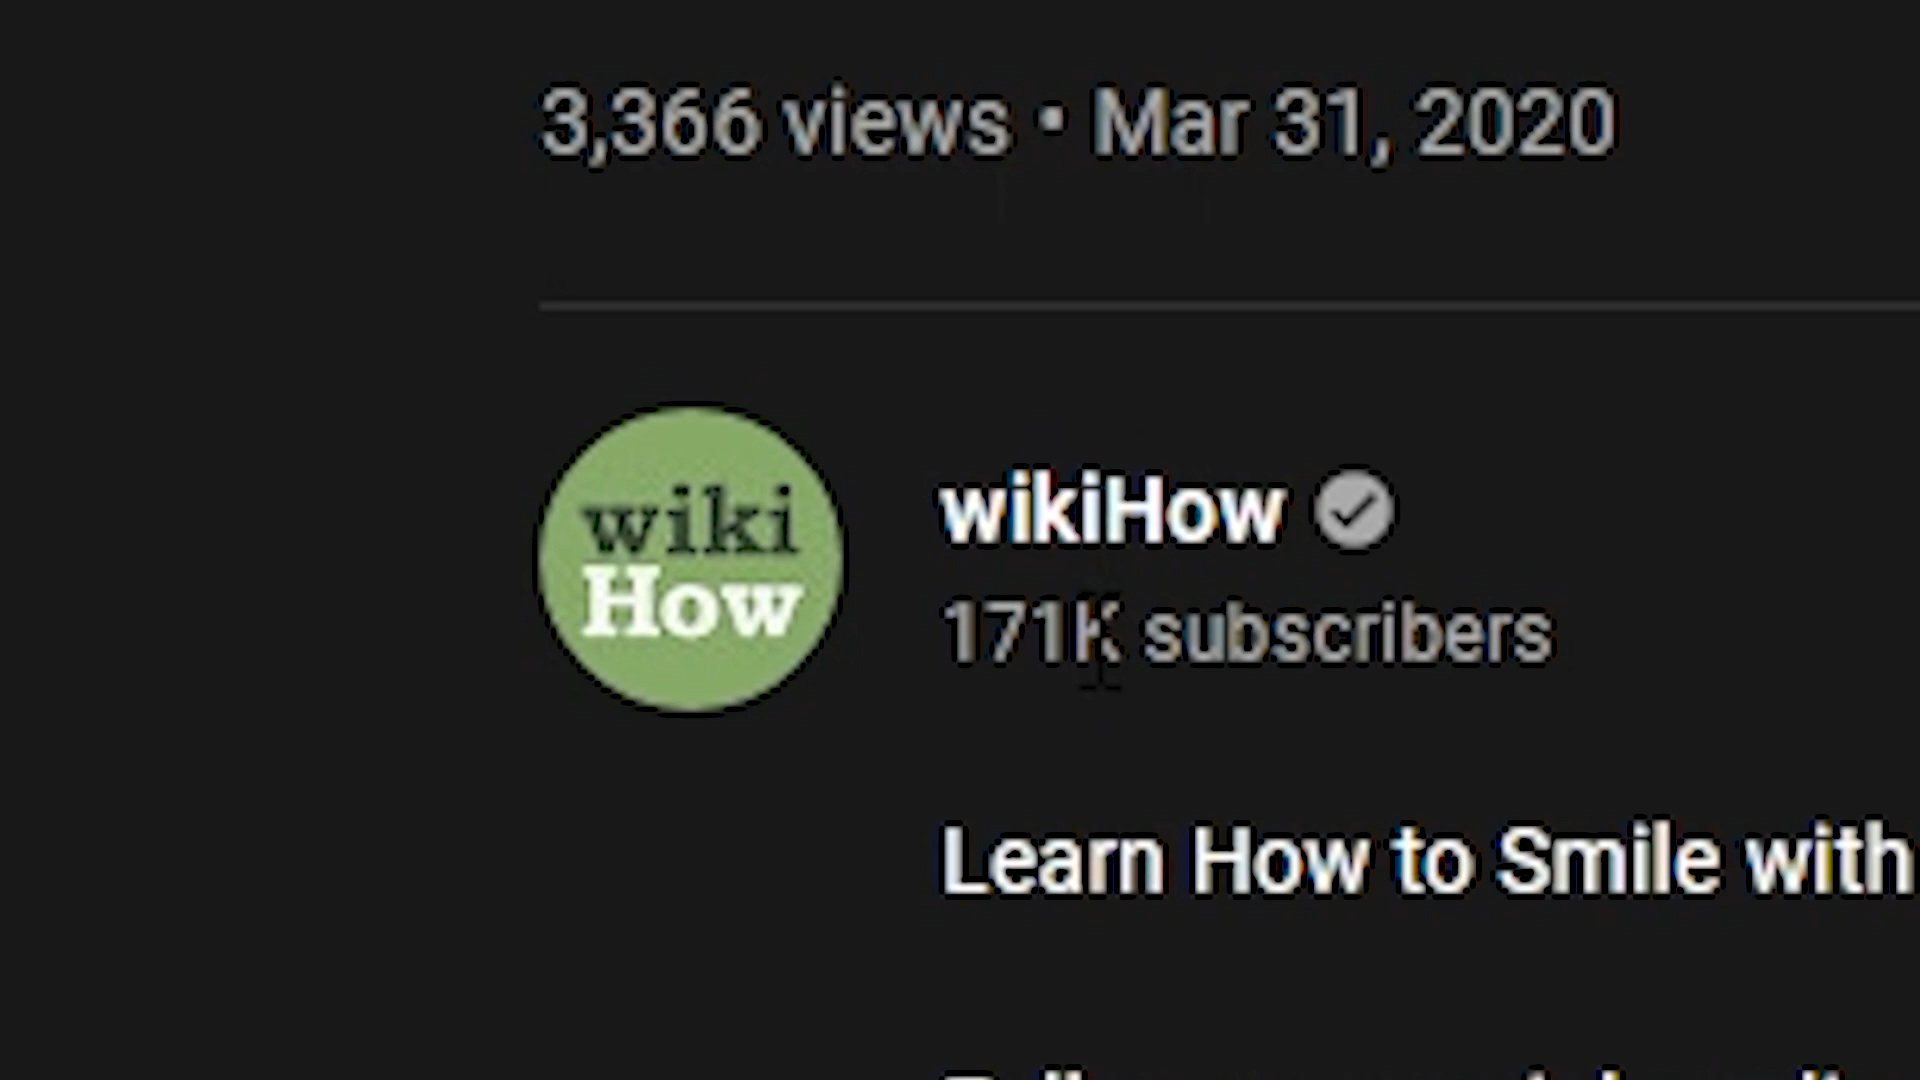 3,366 views • Mar 31, 2020
wiki
How
wikiHow
171K subscribers
Learn How to Smile with